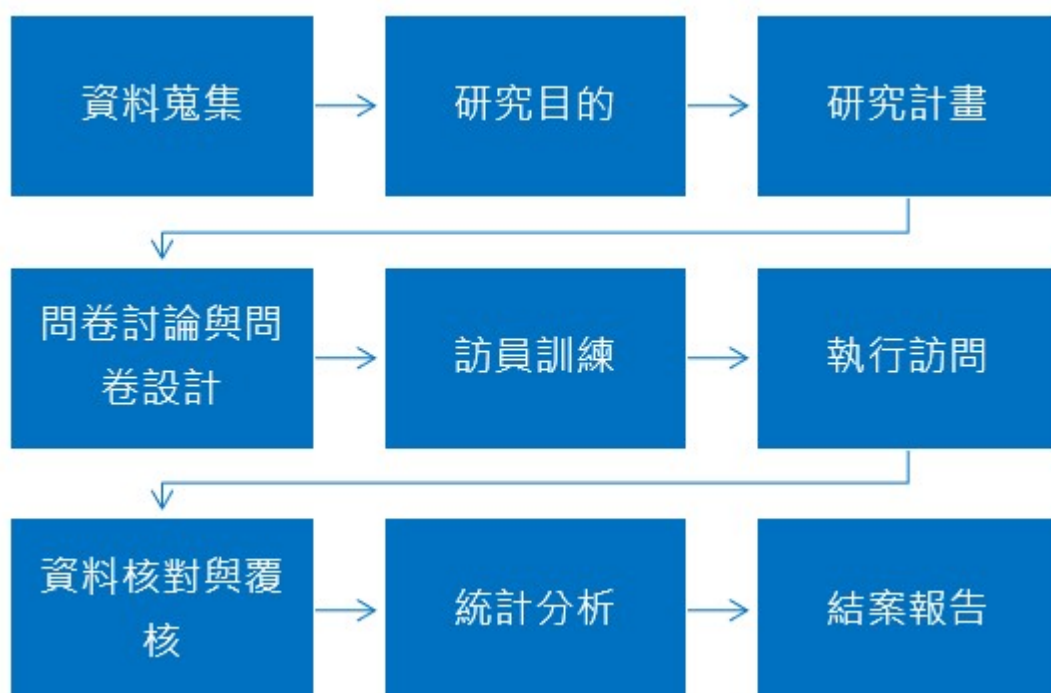 資料蒐集
研究目的
研究計畫
問卷討論與問
卷設計
訪員訓練
執行訪問
資料核對與覆
核
統計分析
結案報告